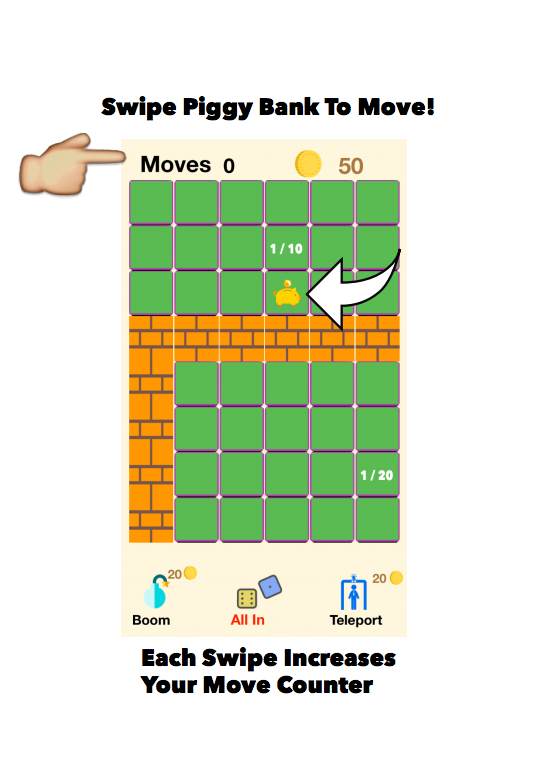 Swipe Piggy Bank To Move!
Moves 0 50
1 / 10
1 / 20
20 20
Boom All In Teleport
Each Swipe Increases
Your Move Counter